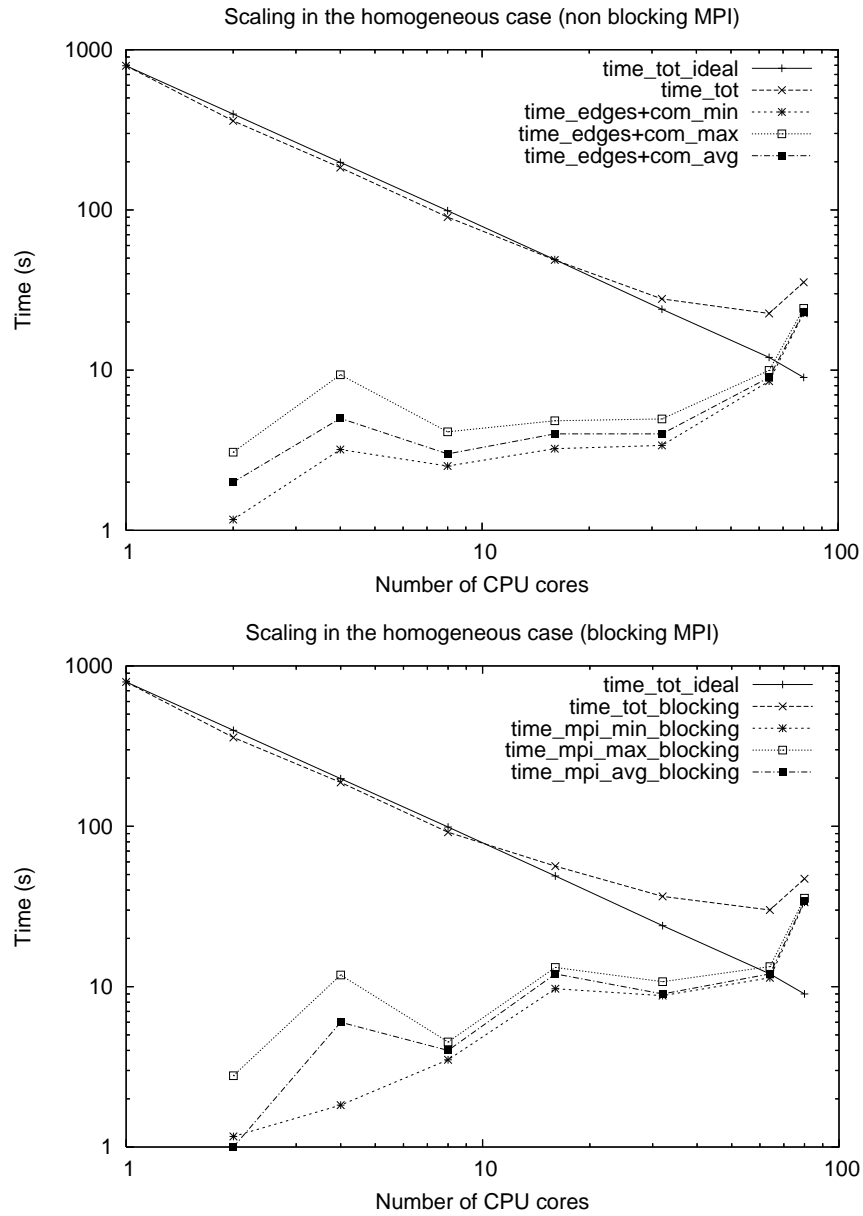 Scaling in the homogeneous case (non blocking MPI)
1000
100
10
1
Time (s)
time_tot_ideal
time_tot
time_edges+com_min
time_edges+com_max
time_edges+com_avg
1
10
100
Number of CPU cores
Scaling in the homogeneous case (blocking MPI)
1000
100
10
1
Time (s)
time_tot_ideal
time_tot_blocking
time_mpi_min_blocking
time_mpi_max_blocking
time_mpi_avg_blocking
1
10
100
Number of CPU cores